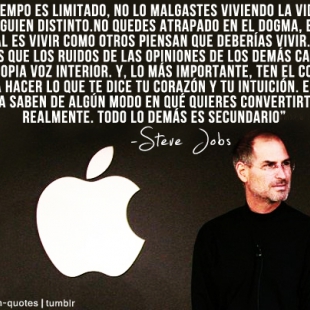 EMPO ES LIMITADO, NO LO MALGASTES VIVIENDO LA VID
GUIEN DISTINTO.NO QUEDES ATRAPADO EN EL DOGMA, E
AL ES VIVIR COMO OTROS PIENSAN QUE DEBERÍAS VIVIR.
S QUE LOS RUIDOS DE LAS OPINIONES DE LOS DEMÁS CA
OPIA VOZ INTERIOR. Y, LO MÁS IMPORTANTE, TEN EL CO
A HACER LO QUE TE DICE TU CORAZÓN Y TU INTUICIÓN. E
A SABEN DE ALGÚN MODO EN QUÉ QUIERES CONVERTIRT
REALMENTE. TODO LO DEMÁS ES SECUNDARIO"
-Steve Jobs
n-quotes | tumblr